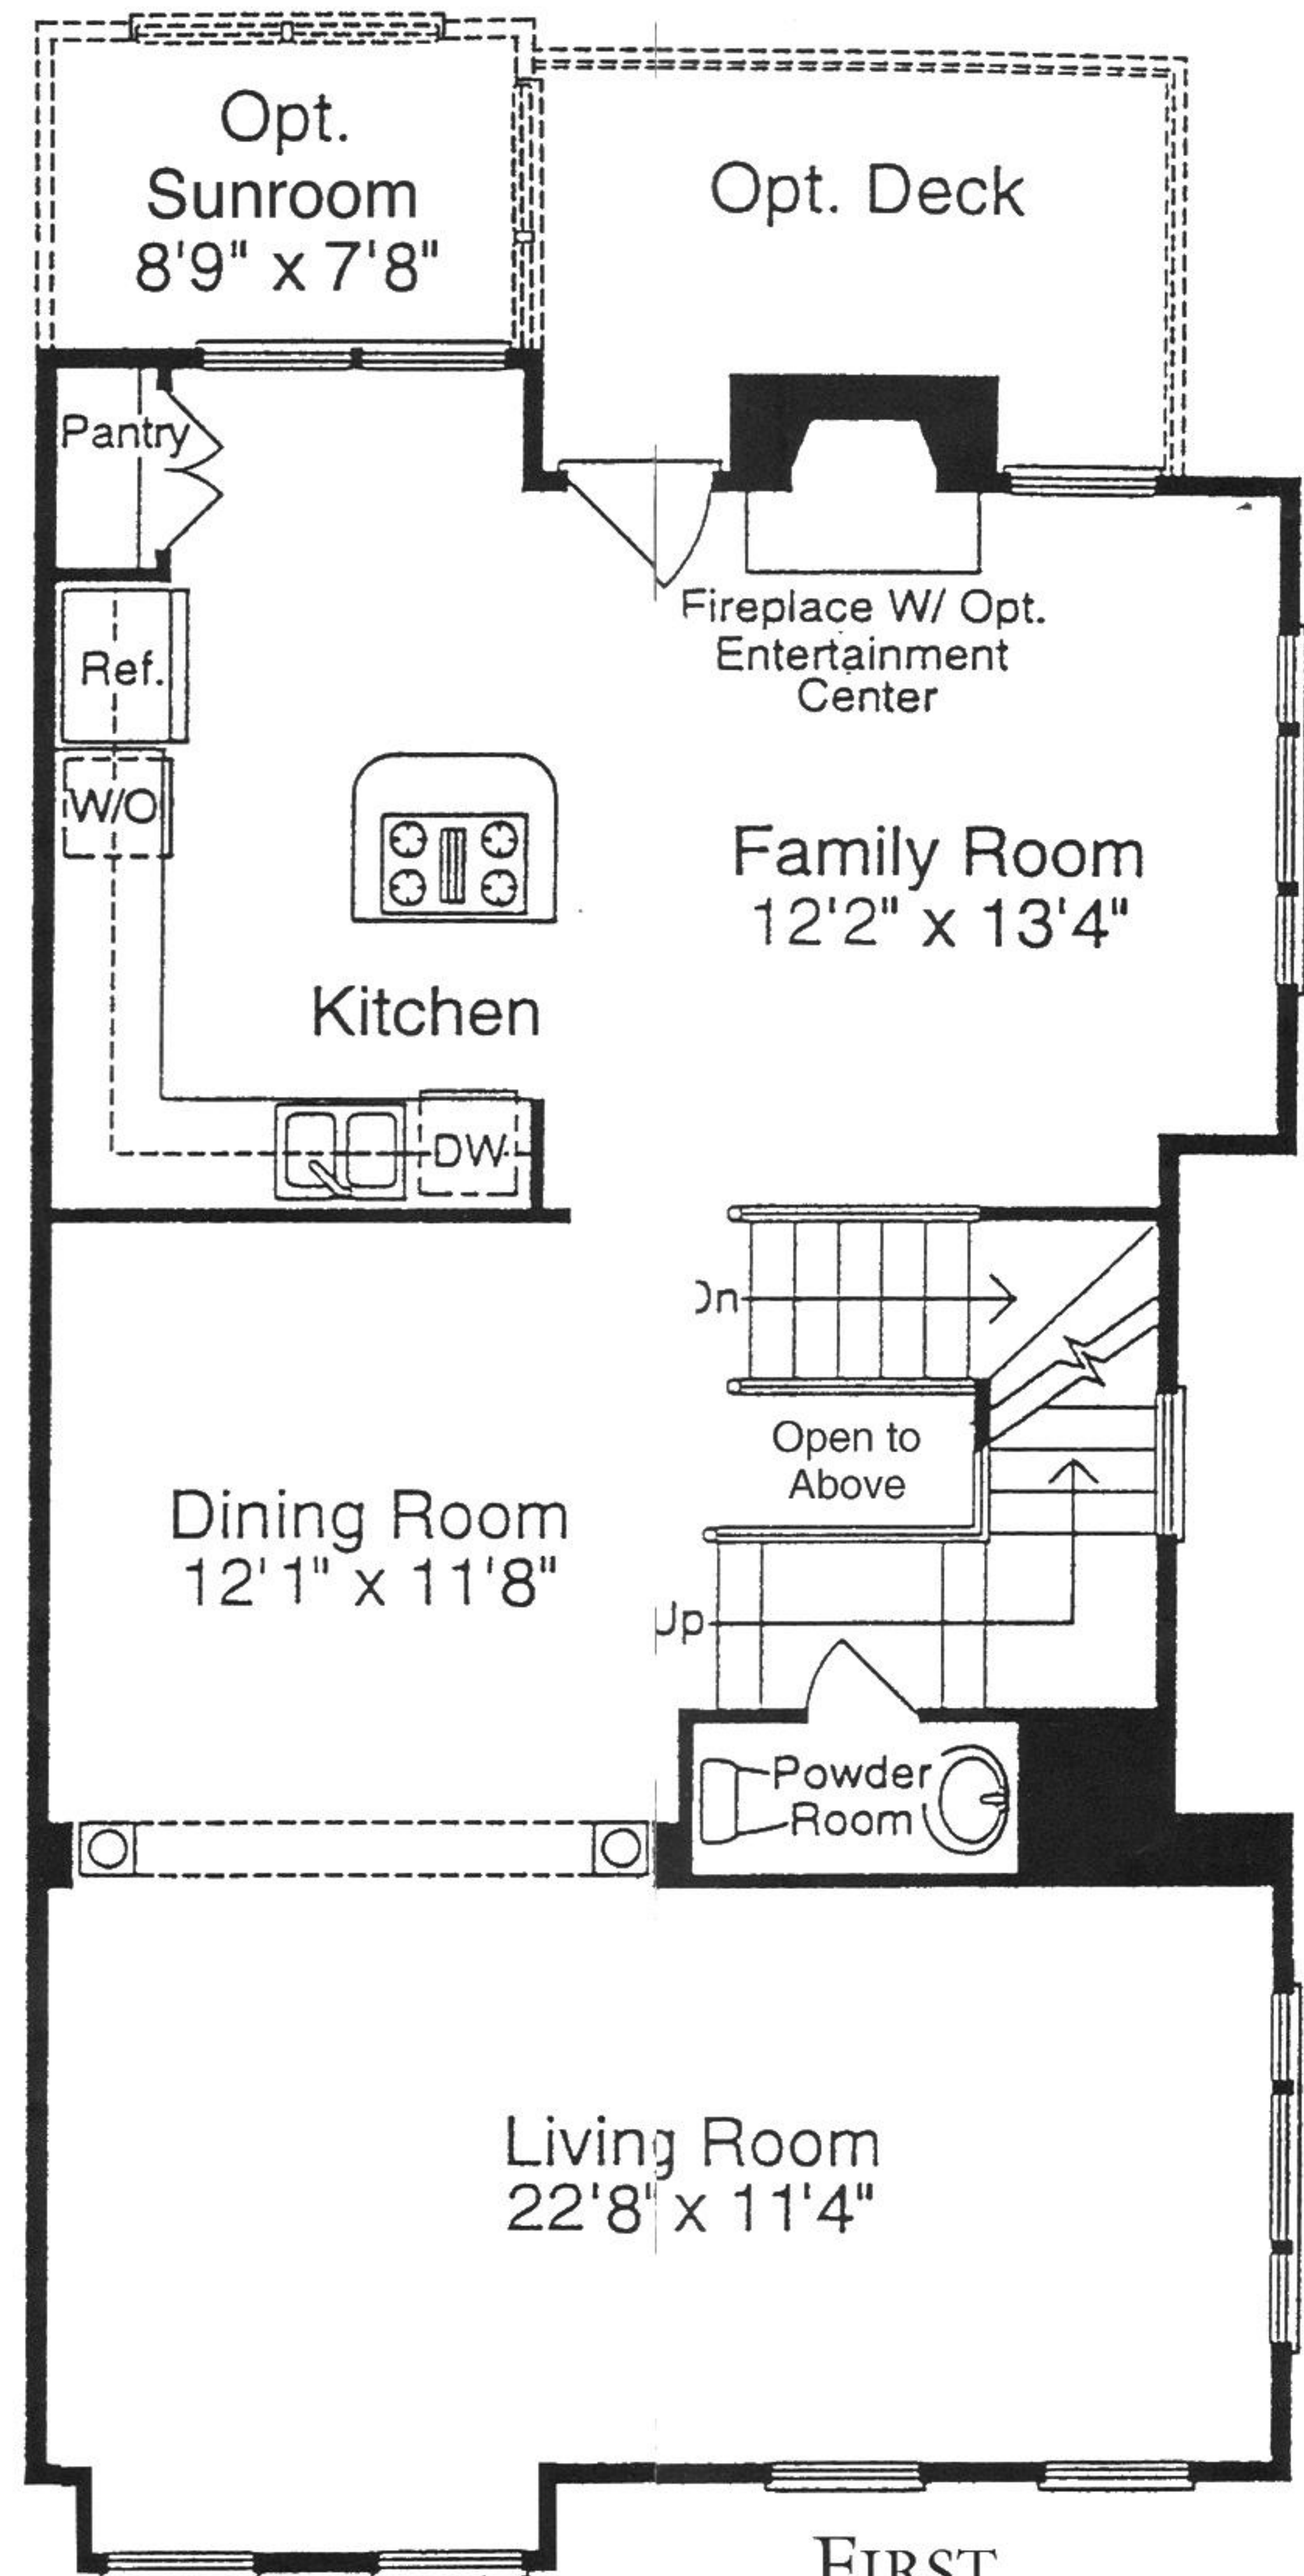 Opt.
Sunroom
8'9" x 7'8"
Opt. Deck
Pantry
Ref.
W/O
Fireplace W/ Opt.
Entertainment
Center
Family Room
12'2" x 13'4"
Kitchen
DW
Dn
Open to
Above
Dining Room
12'1" x 11'8"
Up
Powder
Room
Living Room
22'8" x 11'4"
FIRST